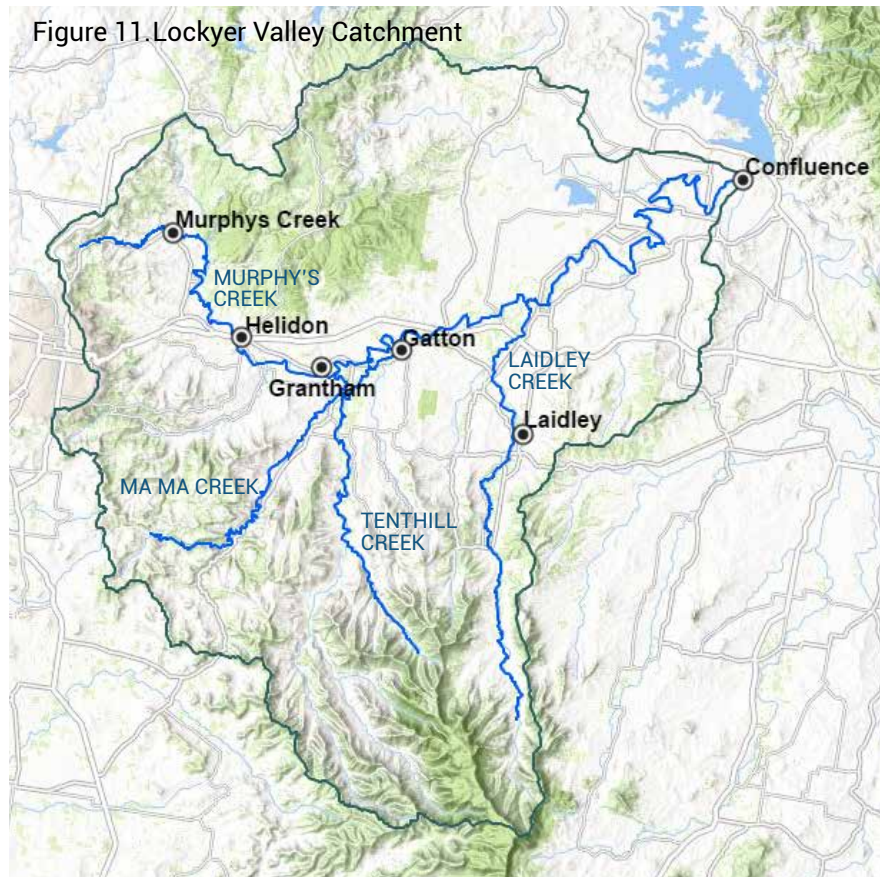 Figure 11.Lockyer Valley Catchment
Confluence
Murphys Creek
MURPHY'S
CREEK
Helidon
Gatton
Grantham
LAIDLEY
CREEK
Laidley
MA MA CREEK
TENTHILL
CREEK